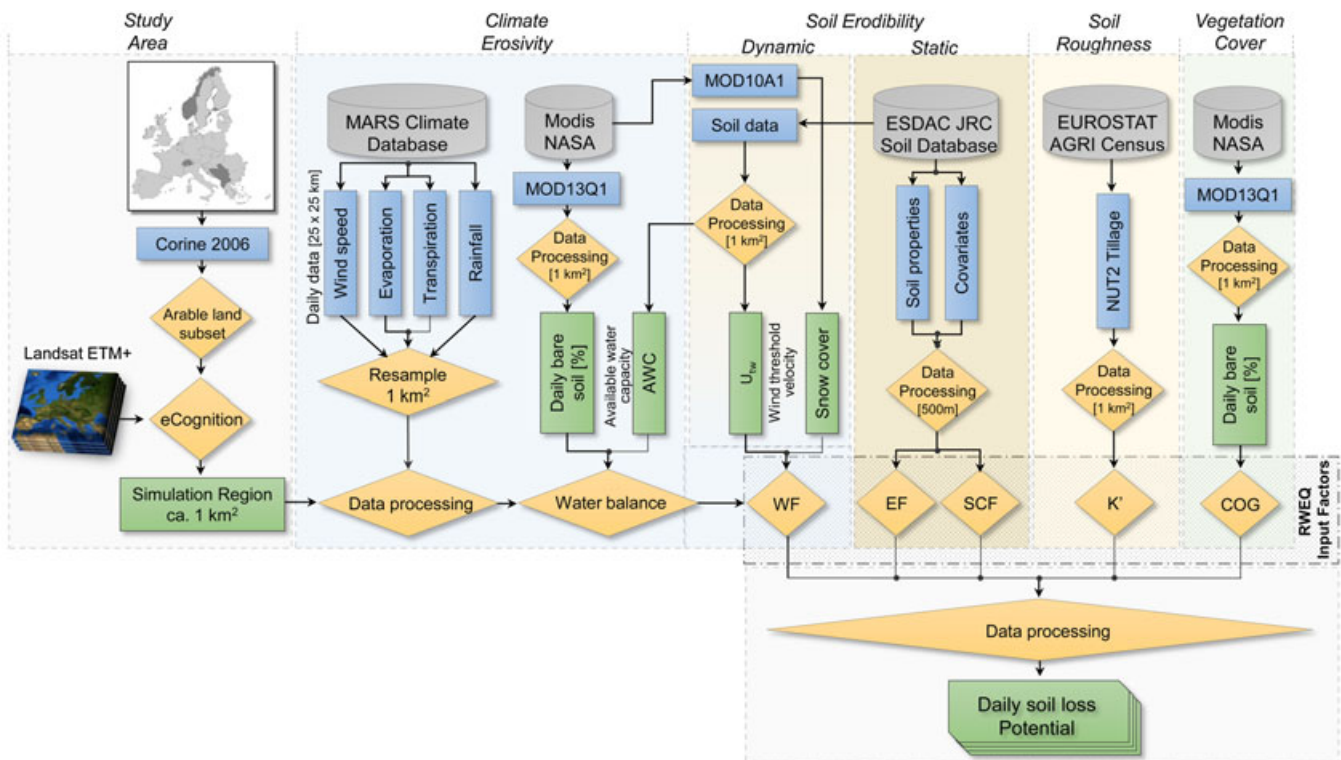 Study
Area
Climate
Erosivity
Soil Erodibility
Dynamic
Static
Soil
Roughness
Vegetation
Cover
Corine 2006
Arable land
subset
Landsat ETM+
eCognition
Simulation Region
ca. 1 km²
MARS Climate
Database
Daily data [25 x 25 km]
Wind speed
Evaporation
Transpiration
Rainfall
Resample
1 km²
Data processing
Modis
NASA
MOD13Q1
Data
Processing
[1 km²]
Daily bare
soil [%]
Available water
capacity
AWC
Water balance
MOD10A1
Soil data
Data
Processing
[1 km²]
Utw
Wind threshold
velocity
Snow cover
WF
ESDAC JRC
Soil Database
Soil properties
Covariates
Data
Processing
[500m]
EF
SCF
EUROSTAT
AGRI Census
NUT2 Tillage
Data
Processing
[1 km²]
K'
Modis
NASA
MOD13Q1
Data
Processing
[1 km²]
Daily bare
soil [%]
COG
RWEQ
Input Factors
Data processing
Daily soil loss
Potential